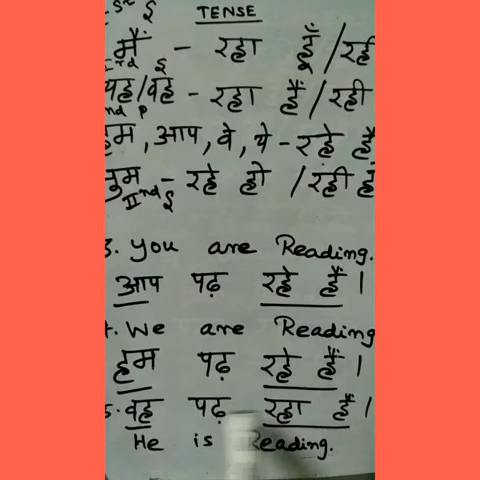 TENSE
मैं - रहा हूँ / रही
यह/वह - रहा हैं / रही
हम, आप, वे, ये - रहे हैं
तुम - रहे हो / रही हो
IInd S
3. You are Reading.
आप पढ़ रहे हैं।
4. We are Reading
हम पढ़ रहे हैं।
5. वह पढ़ रहा हैं।
He is Reading.